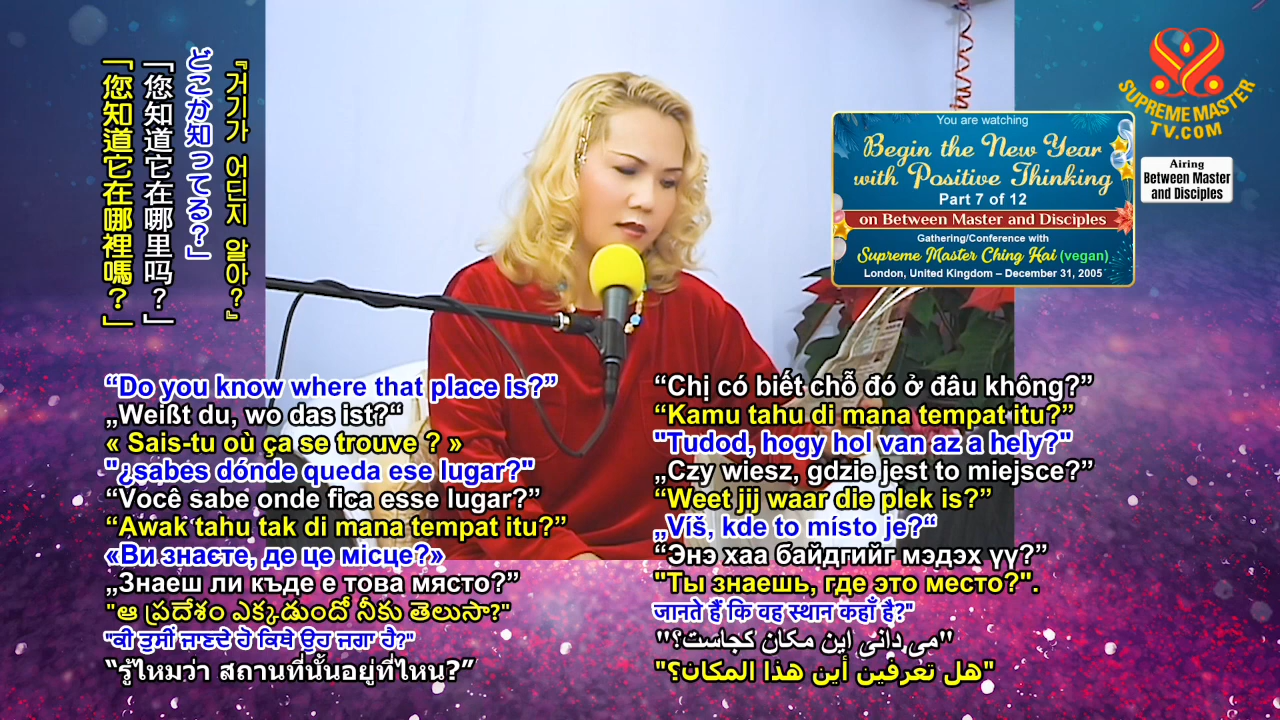 『거기가 어딘지 알아?』
どこか知ってる?」
「您知道它在哪里吗?」
「您知道它在哪裡嗎?」
SUPREME MASTER
TV.COM
You are watching
Begin the New Year
with Positive Thinking
Part 7 of 12
on Between Master and Disciples
Gathering/Conference with
Supreme Master Ching Hai (vegan)
London, United Kingdom – December 31, 2005
Airing
Between Master
and Disciples
“Do you know where that place is?”
„Weißt du, wo das ist?“
« Sais-tu où ça se trouve ? »
"¿sabes dónde queda ese lugar?"
“Você sabe onde fica esse lugar?”
“Awak tahu tak di mana tempat itu?”
«Ви знаєте, де це місце?»
„Знаеш ли къде е това място?”
"ఆ ప్రదేశం ఎక్కడుందో నీకు తెలుసా?"
"ਕੀ ਤੁਸੀਂ ਜਾਣਦੇ ਹੋ ਕਿਥੇ ਉਹ ਜਗਾ ਹੈ?"
“รู้ไหมว่า สถานที่นั้นอยู่ที่ไหน?”
“Chị có biết chỗ đó ở đâu không?”
“Kamu tahu di mana tempat itu?”
"Tudod, hogy hol van az a hely?"
„Czy wiesz, gdzie jest to miejsce?”
“Weet jij waar die plek is?”
„Víš, kde to místo je?“
“Энэ хаа байдгийг мэдэх үү?”
"Ты знаешь, где это место?".
जानते हैं कि वह स्थान कहाँ है?"
"می دانی این مکان کجاست؟"
"هل تعرفين أين هذا المكان؟"